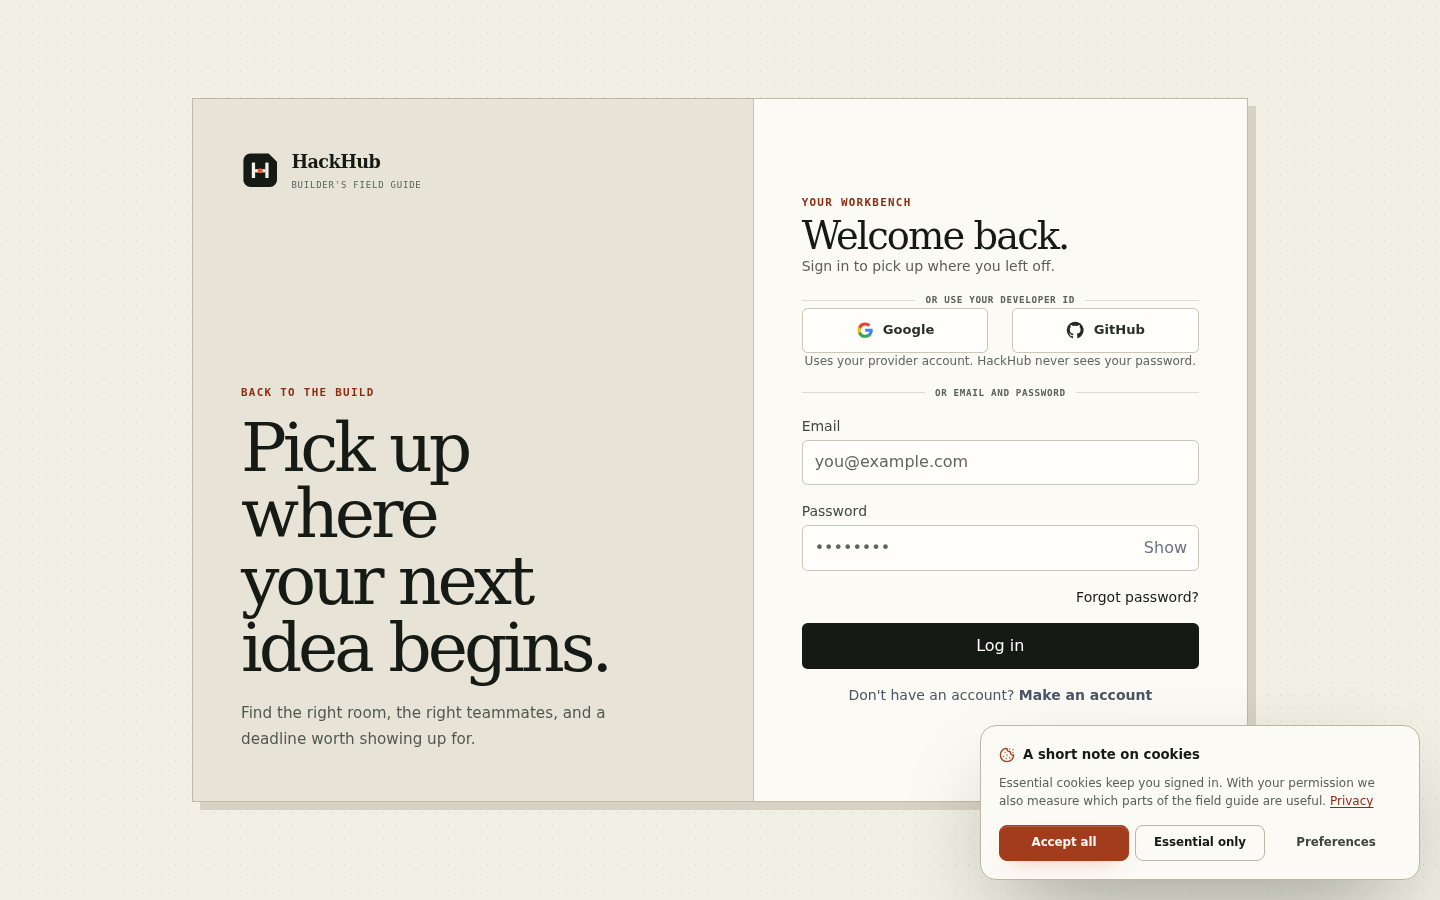 HackHub
BUILDER'S FIELD GUIDE
BACK TO THE BUILD
Pick up
where
your next
idea begins.
Find the right room, the right teammates, and a
deadline worth showing up for.
YOUR WORKBENCH
Welcome back.
Sign in to pick up where you left off.
OR USE YOUR DEVELOPER ID
Google
GitHub
Uses your provider account. HackHub never sees your password.
OR EMAIL AND PASSWORD
Email
you@example.com
Password
••••••••
Show
Forgot password?
Log in
Don't have an account? Make an account
A short note on cookies
Essential cookies keep you signed in. With your permission we
also measure which parts of the field guide are useful. Privacy
Accept all
Essential only
Preferences